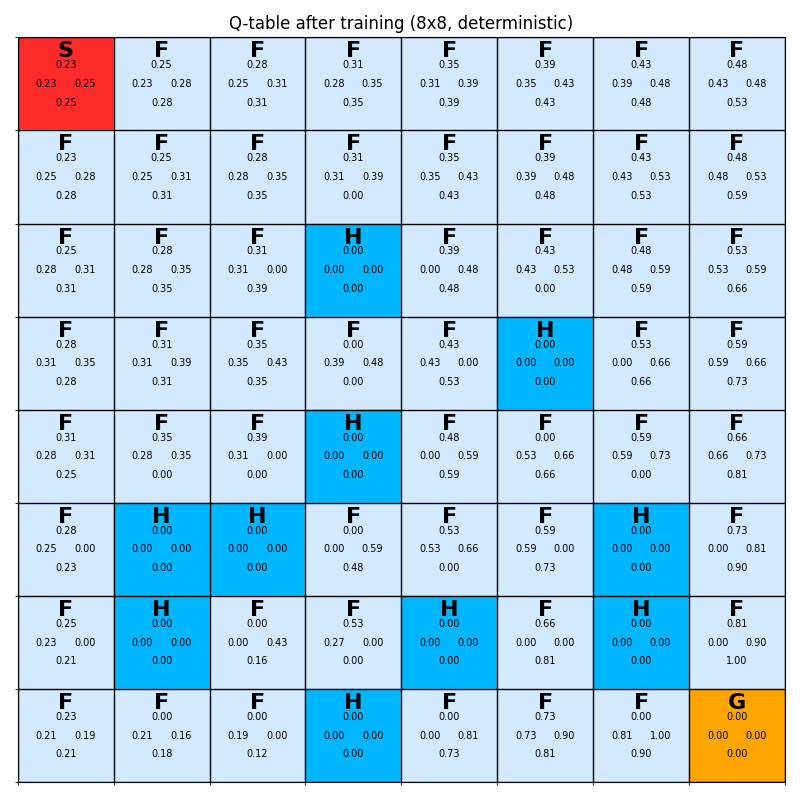 Q-table after training (8x8, deterministic)
S F F F F F F F
0.23 0.25 0.28 0.31 0.35 0.39 0.43 0.48
0.23 0.25 0.23 0.28 0.25 0.31 0.28 0.35 0.31 0.39 0.35 0.43 0.39 0.48 0.43 0.48
0.25 0.28 0.31 0.35 0.39 0.43 0.48 0.53
F F F F F F F F
0.23 0.25 0.28 0.31 0.35 0.39 0.43 0.48
0.25 0.28 0.25 0.31 0.28 0.35 0.31 0.39 0.35 0.43 0.39 0.48 0.43 0.53 0.48 0.53
0.28 0.31 0.35 0.00 0.43 0.48 0.53 0.59
F F F H F F F F
0.25 0.28 0.31 0.00 0.39 0.43 0.48 0.53
0.28 0.31 0.28 0.35 0.31 0.00 0.00 0.00 0.00 0.48 0.43 0.53 0.48 0.59 0.53 0.59
0.31 0.35 0.39 0.00 0.48 0.00 0.59 0.66
F F F F F H F F
0.28 0.31 0.35 0.00 0.43 0.00 0.53 0.59
0.31 0.35 0.31 0.39 0.35 0.43 0.39 0.48 0.43 0.00 0.00 0.00 0.00 0.66 0.59 0.66
0.28 0.31 0.35 0.00 0.53 0.00 0.66 0.73
F F F H F F F F
0.31 0.35 0.39 0.00 0.48 0.00 0.59 0.66
0.28 0.31 0.28 0.35 0.31 0.00 0.00 0.00 0.00 0.59 0.53 0.66 0.59 0.73 0.66 0.73
0.25 0.00 0.00 0.00 0.59 0.66 0.00 0.81
F H H F F F H F
0.28 0.00 0.00 0.00 0.53 0.59 0.00 0.73
0.25 0.00 0.00 0.00 0.00 0.00 0.00 0.59 0.53 0.66 0.59 0.00 0.00 0.00 0.00 0.81
0.23 0.00 0.00 0.48 0.00 0.73 0.00 0.90
F H F F H F H F
0.25 0.00 0.00 0.53 0.00 0.66 0.00 0.81
0.23 0.00 0.00 0.00 0.00 0.43 0.27 0.00 0.00 0.00 0.00 0.00 0.00 0.00 0.00 0.90
0.21 0.00 0.16 0.00 0.00 0.81 0.00 1.00
F F F H F F F G
0.23 0.00 0.00 0.00 0.00 0.73 0.00 0.00
0.21 0.19 0.21 0.16 0.19 0.00 0.00 0.00 0.00 0.81 0.73 0.90 0.81 1.00 0.00 0.00
0.21 0.18 0.12 0.00 0.73 0.81 0.90 0.00